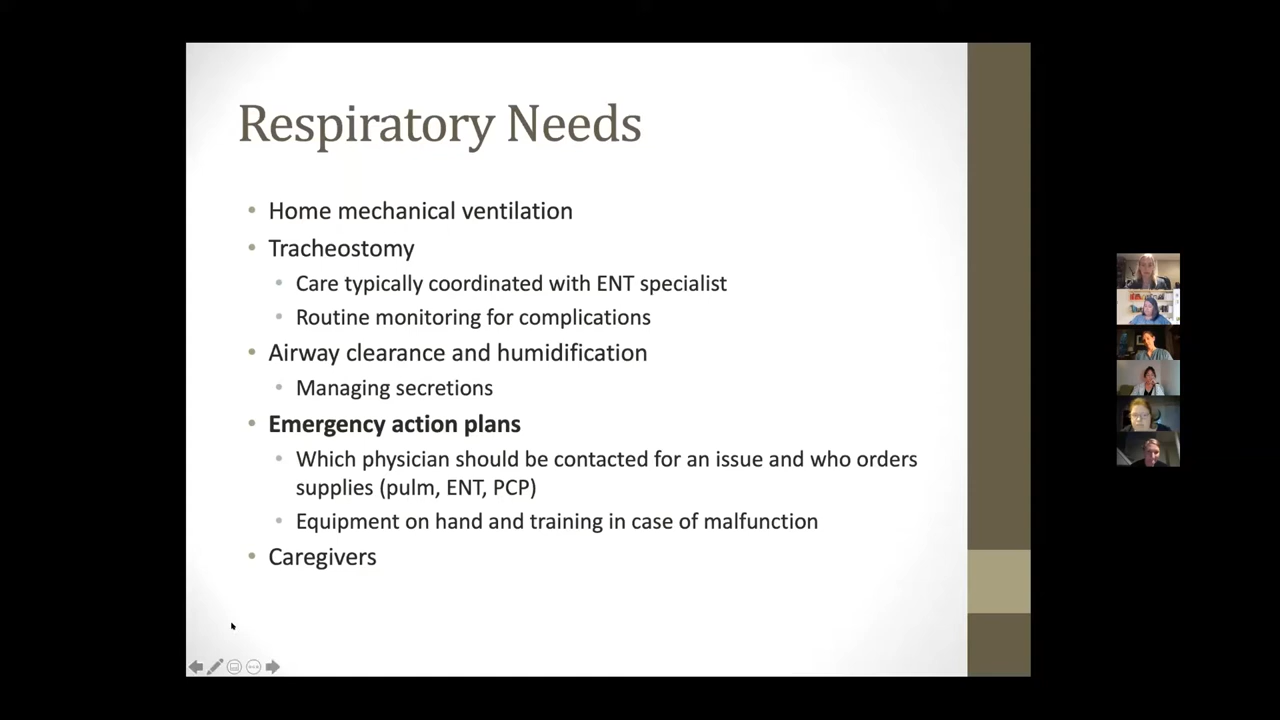 Respiratory Needs
• Home mechanical ventilation
• Tracheostomy
• Care typically coordinated with ENT specialist
• Routine monitoring for complications
• Airway clearance and humidification
• Managing secretions
• Emergency action plans
• Which physician should be contacted for an issue and who orders
supplies (pulm, ENT, PCP)
• Equipment on hand and training in case of malfunction
• Caregivers